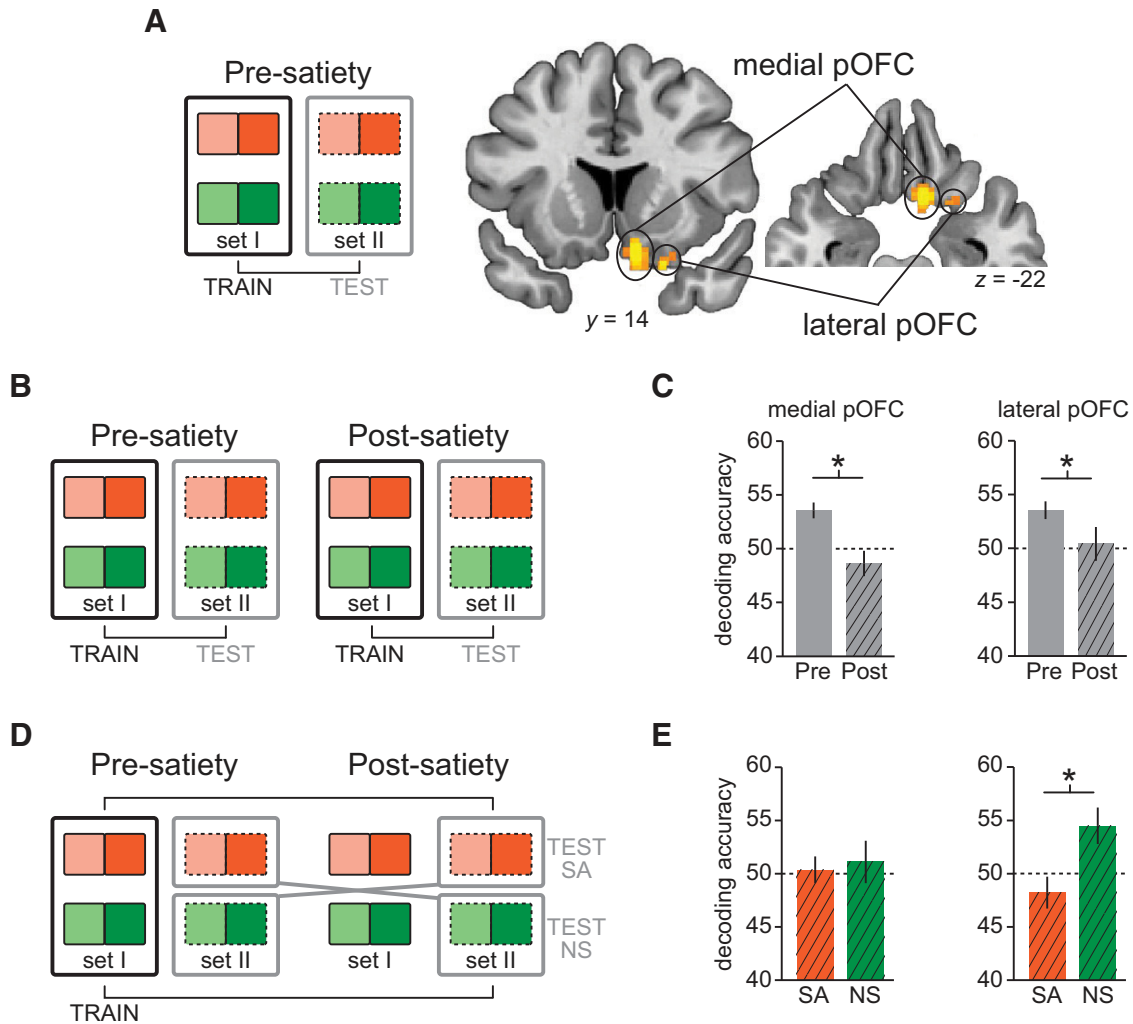 A
Pre-satiety
set I
set II
TRAIN
TEST
medial pOFC
y = 14
z = -22
lateral pOFC
B
Pre-satiety
Post-satiety
set I
set II
set I
set II
TRAIN
TEST
TRAIN
TEST
C
medial pOFC
lateral pOFC
decoding accuracy
60
55
50
45
40
*
Pre
Post
60
55
50
45
40
*
Pre
Post
D
Pre-satiety
Post-satiety
TEST
SA
TEST
NS
set I
set II
set I
set II
TRAIN
E
decoding accuracy
60
55
50
45
40
SA
NS
60
55
50
45
40
*
SA
NS